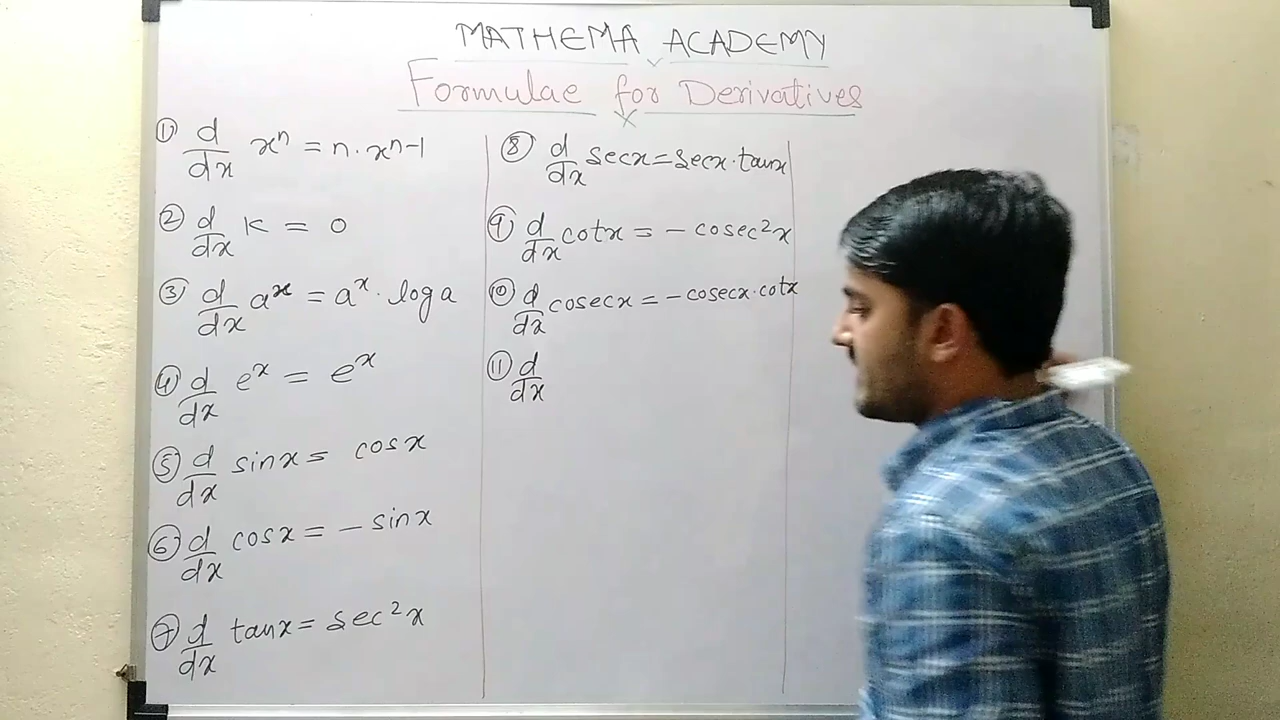 MATHEMA ACADEMY
Formulae for Derivatives
① d/dx xⁿ = n·xⁿ⁻¹
② d/dx K = 0
③ d/dx aˣ = aˣ·log a
④ d/dx eˣ = eˣ
⑤ d/dx sinx = cosx
⑥ d/dx cosx = -sinx
⑦ d/dx tanx = sec²x
⑧ d/dx secx = secx·tanx
⑨ d/dx cotx = -cosec²x
⑩ d/dx cosecx = -cosecx·cotx
⑪ d/dx